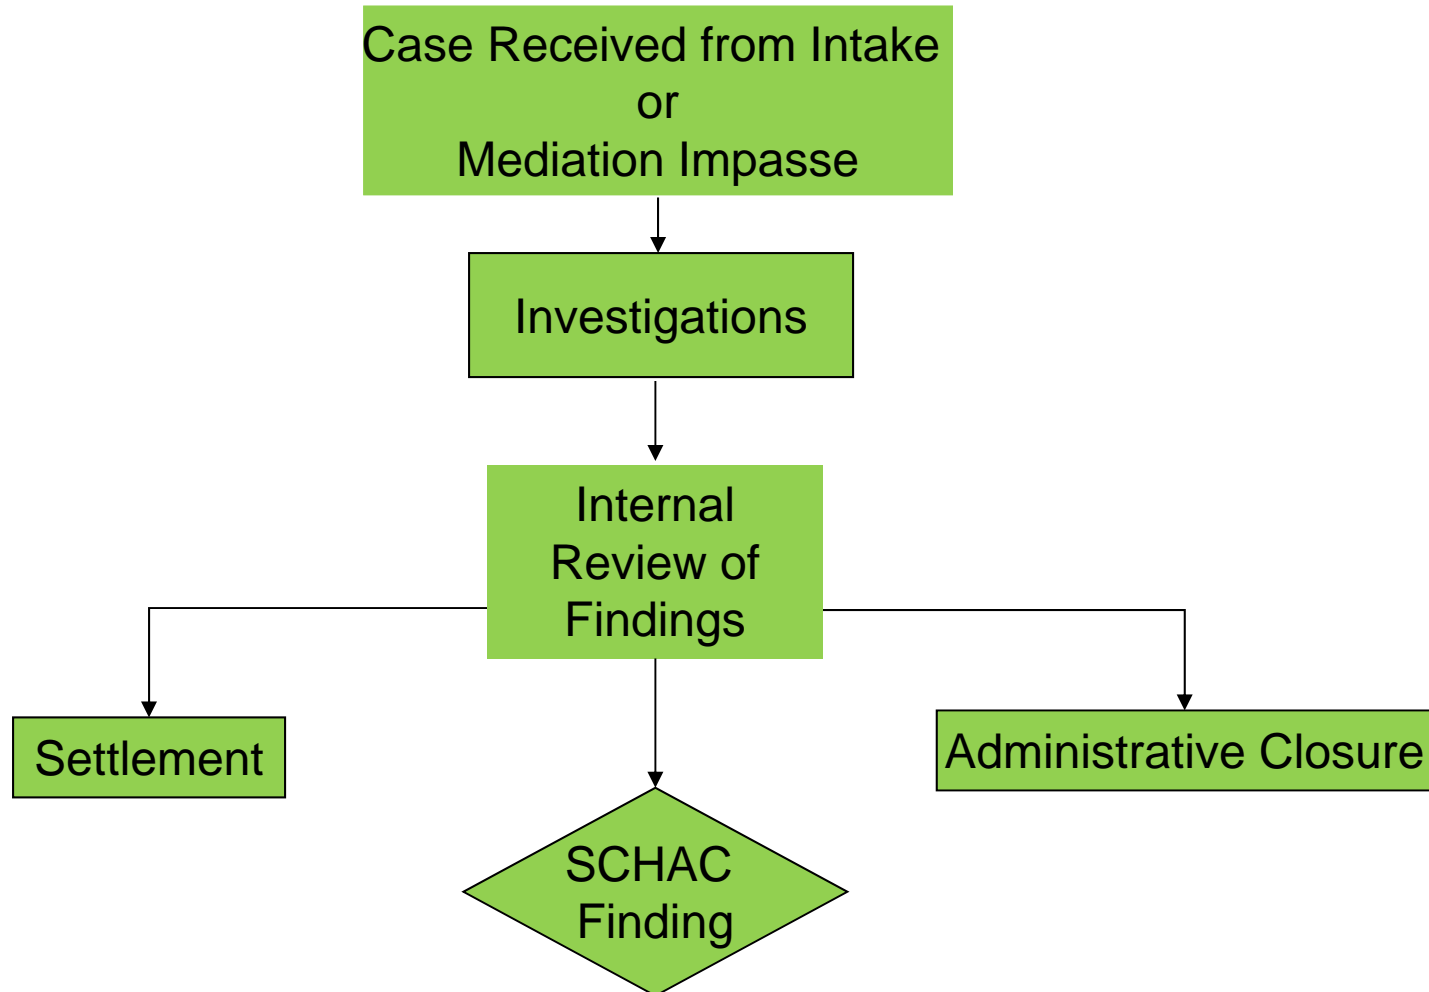 Case Received from Intake
or
Mediation Impasse
Investigations
Internal
Review of
Findings
Settlement
Administrative Closure
SCHAC
Finding